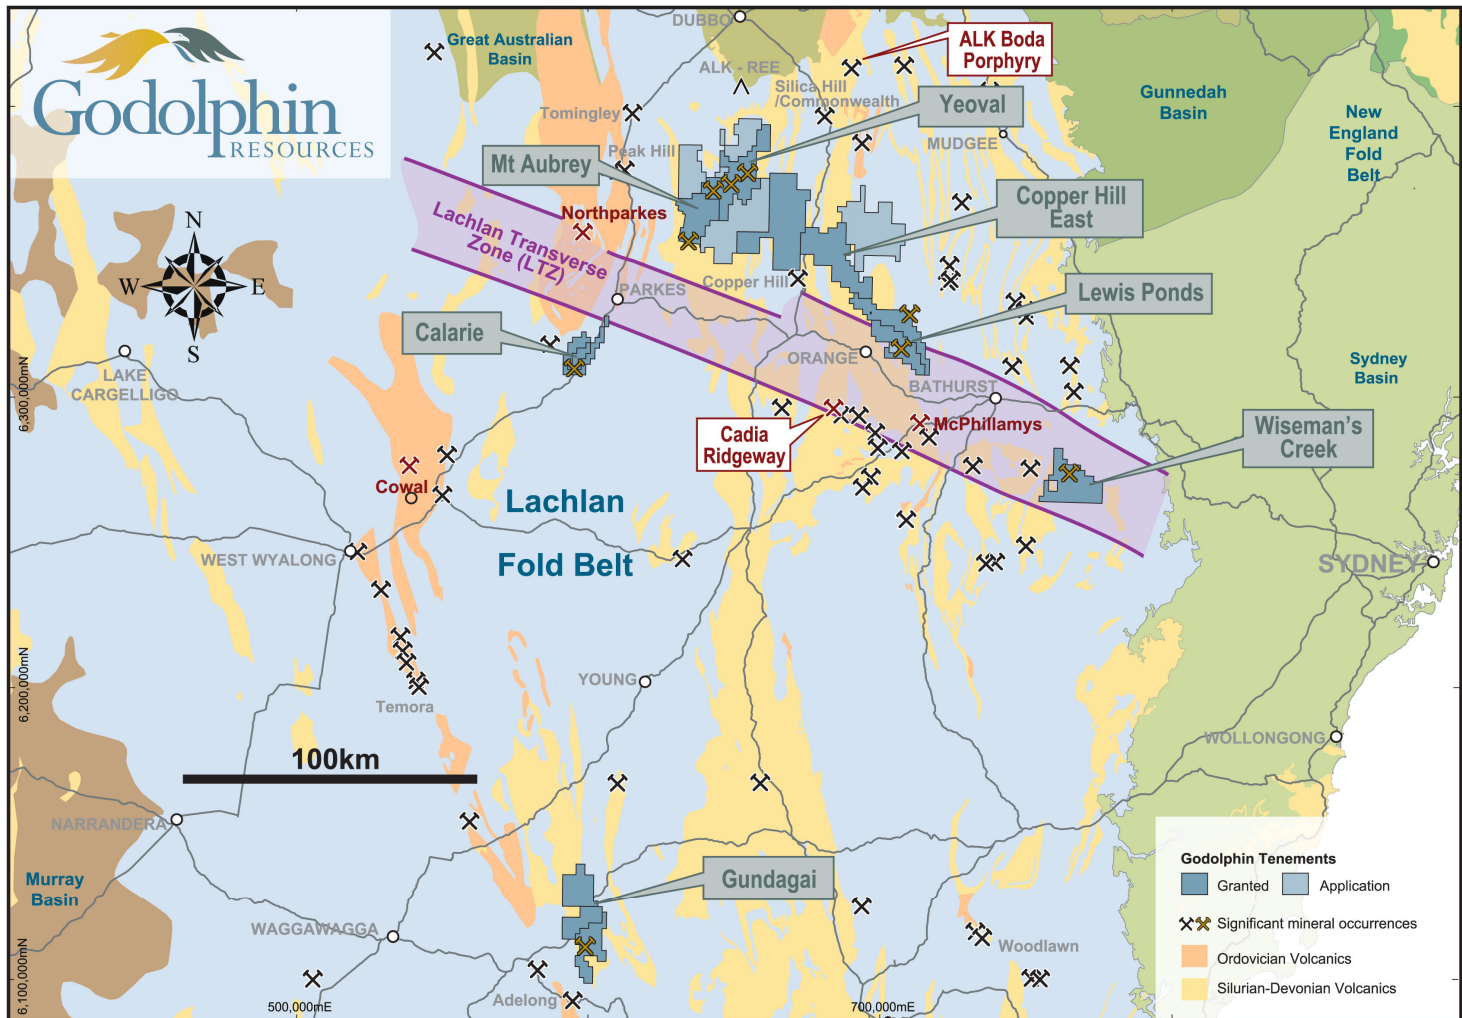 Godolphin
RESOURCES
DUBBO
Great Australian
Basin
ALK - REE
ALK Boda
Porphyry
Silica Hill
/Commonwealth
Gunnedah
Basin
New
England
Fold
Belt
Tomingley
Yeoval
MUDGEE
Peak Hill
Mt Aubrey
Copper Hill
East
Northparkes
Lachlan Transverse
Zone (LTZ)
N
W
E
S
Copper Hill
PARKES
Lewis Ponds
Calarie
ORANGE
BATHURST
Sydney
Basin
LAKE
CARGELLIGO
6,300,000mN
Cadia
Ridgeway
McPhillamys
Wiseman's
Creek
Cowal
Lachlan
Fold Belt
WEST WYALONG
SYDNEY
YOUNG
6,200,000mN
Temora
100km
WOLLONGONG
NARRANDERA
Murray
Basin
Gundagai
WAGGAWAGGA
Woodlawn
Adelong
6,100,000mN
500,000mE
700,000mE
Godolphin Tenements
Granted
Application
Significant mineral occurrences
Ordovician Volcanics
Silurian-Devonian Volcanics